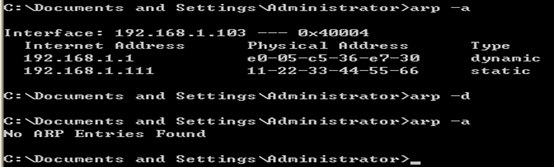 C:\Documents and Settings\Administrator>arp -a
Interface: 192.168.1.103 --- 0x40004
Internet Address Physical Address Type
192.168.1.1 e0-05-c5-36-e7-30 dynamic
192.168.1.111 11-22-33-44-55-66 static
C:\Documents and Settings\Administrator>arp -d
C:\Documents and Settings\Administrator>arp -a
No ARP Entries Found
C:\Documents and Settings\Administrator>_